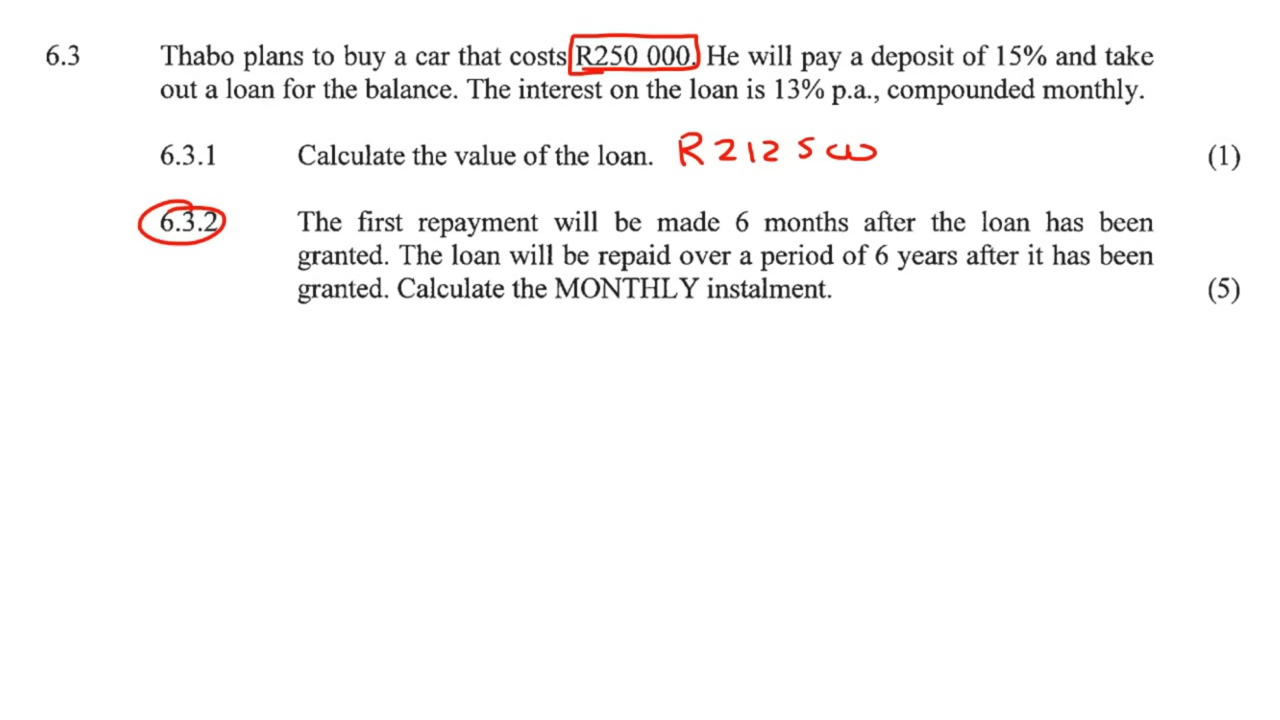 6.3 Thabo plans to buy a car that costs R250 000. He will pay a deposit of 15% and take
out a loan for the balance. The interest on the loan is 13% p.a., compounded monthly.
6.3.1 Calculate the value of the loan. R212 500 (1)
6.3.2 The first repayment will be made 6 months after the loan has been
granted. The loan will be repaid over a period of 6 years after it has been
granted. Calculate the MONTHLY instalment. (5)